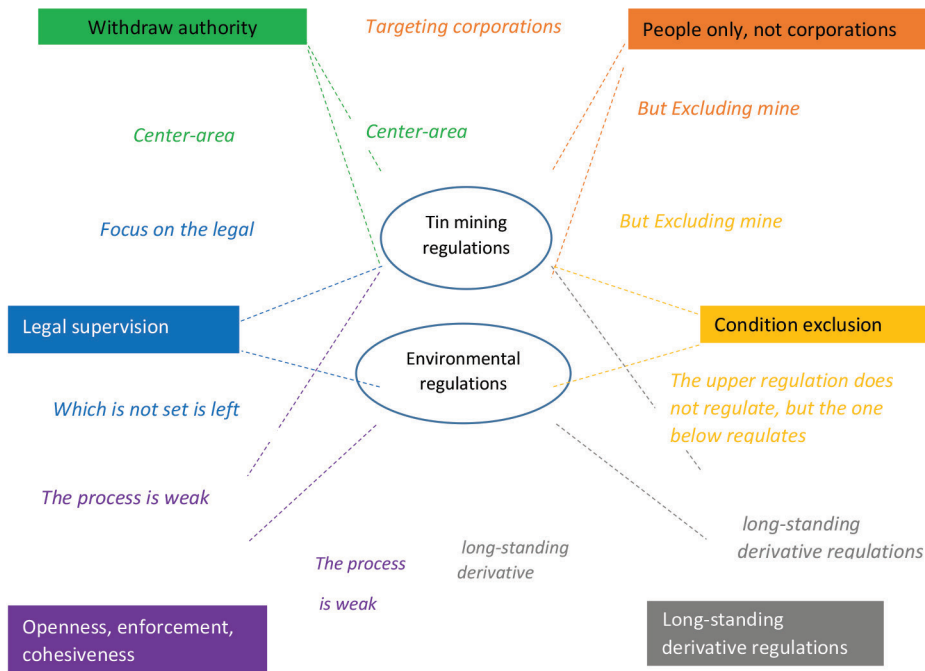 Withdraw authority
Targeting corporations
People only, not corporations
Center-area
Center-area
But Excluding mine
Tin mining
regulations
Focus on the legal
But Excluding mine
Legal supervision
Condition exclusion
Environmental
regulations
Which is not set is left
The upper regulation does
not regulate, but the one
below regulates
The process is weak
long-standing
derivative regulations
The process
is weak
long-standing
derivative
Openness, enforcement,
cohesiveness
Long-standing
derivative regulations